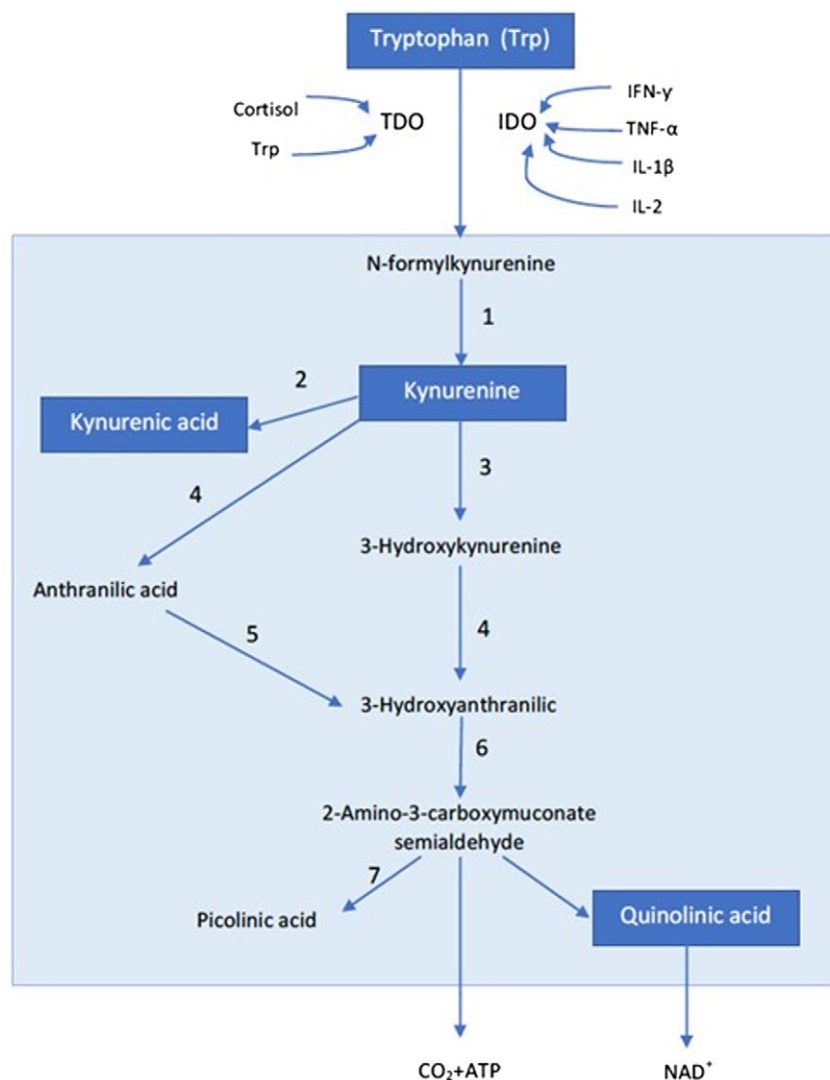 Tryptophan (Trp)
Cortisol
Trp
TDO
IDO
IFN-γ
TNF-α
IL-1β
IL-2
N-formylkynurenine
1
Kynurenine
2
Kynurenic acid
3
4
3-Hydroxykynurenine
Anthranilic acid
5
4
3-Hydroxyanthranilic
6
2-Amino-3-carboxymuconate
semialdehyde
7
Picolinic acid
Quinolinic acid
CO₂+ATP
NAD⁺